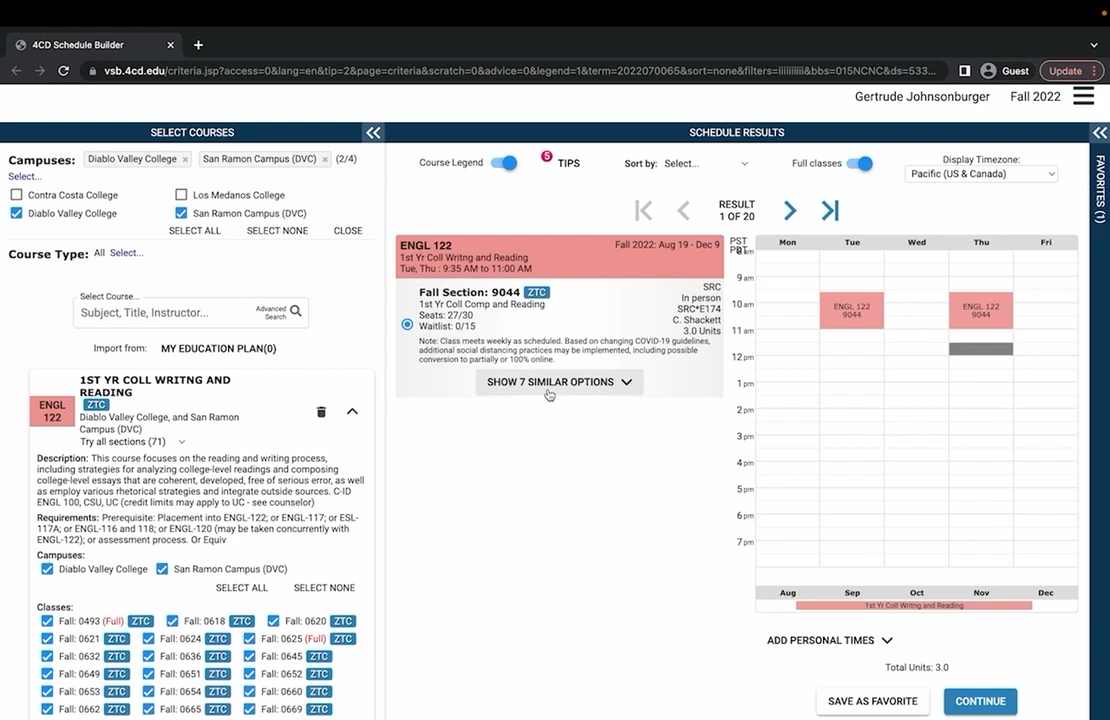 4CD Schedule Builder
vsb.4cd.edu/criteria.jsp?access=0&lang=en&tip=2&page=criteria&scratch=0&advice=0&legend=1&term=2022070065&sort=none&filters=iiiiiiiiii&bbs=015NCNC&ds=533...
Guest
Update
Gertrude Johnsonburger
Fall 2022
SELECT COURSES
Campuses: Diablo Valley College × San Ramon Campus (DVC) × (2/4)
Select...
Contra Costa College
Los Medanos College
Diablo Valley College
San Ramon Campus (DVC)
SELECT ALL
SELECT NONE
CLOSE
Course Type: All Select...
Select Course...
Subject, Title, Instructor...
Advanced
Search
Import from: MY EDUCATION PLAN(0)
ENGL
122
1ST YR COLL WRITNG AND
READING
ZTC
Diablo Valley College, and San Ramon
Campus (DVC)
Try all sections (71)
Description: This course focuses on the reading and writing process,
including strategies for analyzing college-level readings and composing
college-level essays that are coherent, developed, free of serious error, as well
as employ various rhetorical strategies and integrate outside sources. C-ID
ENGL 100, CSU, UC (credit limits may apply to UC - see counselor)
Requirements: Prerequisite: Placement into ENGL-122; or ENGL-117; or ESL-
117A; or ENGL-116 and 118; or ENGL-120 (may be taken concurrently with
ENGL-122); or assessment process. Or Equiv
Campuses:
Diablo Valley College
San Ramon Campus (DVC)
SELECT ALL
SELECT NONE
Classes:
Fall: 0493 (Full) ZTC Fall: 0618 ZTC Fall: 0620 ZTC
Fall: 0621 ZTC Fall: 0624 ZTC Fall: 0625 (Full) ZTC
Fall: 0632 ZTC Fall: 0636 ZTC Fall: 0645 ZTC
Fall: 0649 ZTC Fall: 0651 ZTC Fall: 0652 ZTC
Fall: 0653 ZTC Fall: 0654 ZTC Fall: 0660 ZTC
Fall: 0662 ZTC Fall: 0665 ZTC Fall: 0669 ZTC
SCHEDULE RESULTS
Course Legend
5
TIPS
Sort by: Select...
Full classes
Display Timezone:
Pacific (US & Canada)
RESULT
1 OF 20
ENGL 122
Fall 2022: Aug 19 - Dec 9
1st Yr Coll Writng and Reading
Tue, Thu : 9:35 AM to 11:00 AM
Fall Section: 9044 ZTC
1st Yr Coll Comp and Reading
Seats: 27/30
Waitlist: 0/15
SRC
In person
SRC*E174
C. Shackett
3.0 Units
Note: Class meets weekly as scheduled. Based on changing COVID-19 guidelines,
additional social distancing practices may be implemented, including possible
conversion to partially or 100% online.
SHOW 7 SIMILAR OPTIONS
PST
PDT
Mon Tue Wed Thu Fri
8 am
9 am
10 am
11 am
12 pm
1 pm
2 pm
3 pm
4 pm
5 pm
6 pm
7 pm
ENGL 122
9044
ENGL 122
9044
Aug Sep Oct Nov Dec
1st Yr Coll Writng and Reading
ADD PERSONAL TIMES
Total Units: 3.0
SAVE AS FAVORITE
CONTINUE
FAVORITES (1)